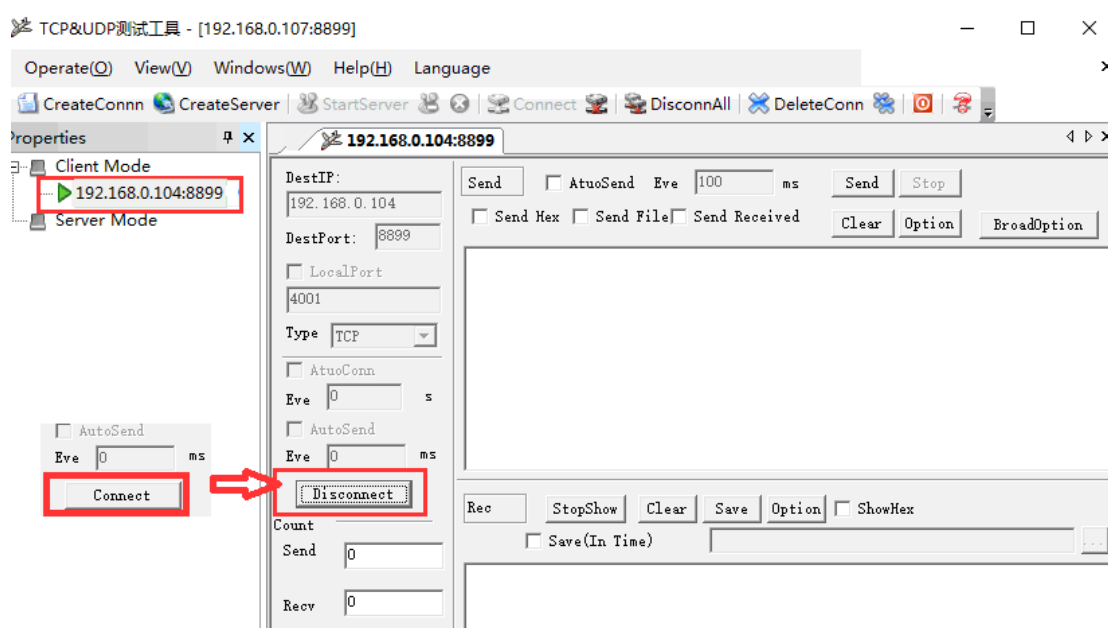 TCP&UDP测试工具 - [192.168.0.107:8899]
Operate(O) View(V) Windows(W) Help(H) Language
CreateConnn CreateServer StartServer Connect DisconnAll DeleteConn
Properties
192.168.0.104:8899
Client Mode
192.168.0.104:8899
Server Mode
DestIP:
192.168.0.104
DestPort: 8899
LocalPort
4001
Type TCP
AtuoConn
Eve 0 s
AutoSend
Eve 0 ms
Disconnect
Count
Send 0
Recv 0
AutoSend
Eve 0 ms
Connect
Send AtuoSend Eve 100 ms Send Stop
Send Hex Send File Send Received Clear Option BroadOption
Rec StopShow Clear Save Option ShowHex
Save(In Time) ...